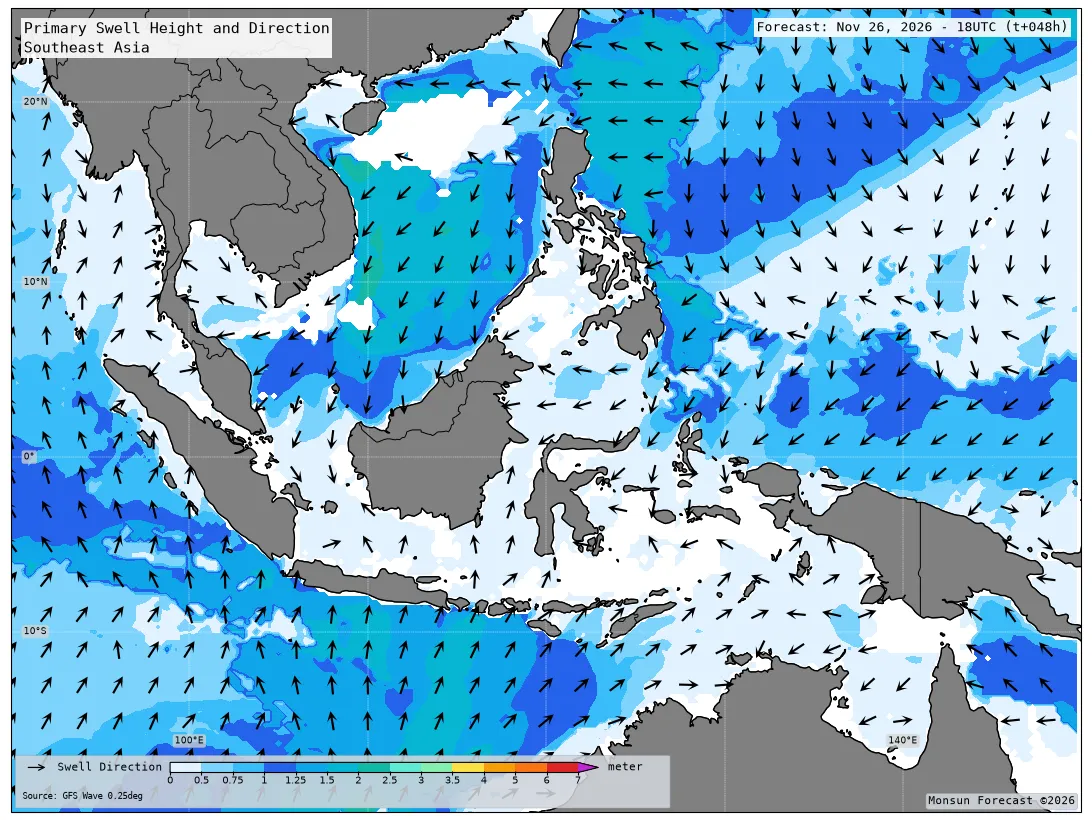 Primary Swell Height and Direction
Southeast Asia
Forecast: Nov 26, 2026 - 18UTC (t+048h)
20°N
10°N
0°
10°S
100°E
140°E
Swell Direction
0 0.5 0.75 1 1.25 1.5 2 2.5 3 3.5 4 5 6 7
meter
Source: GFS Wave 0.25deg
Monsun Forecast ©2026